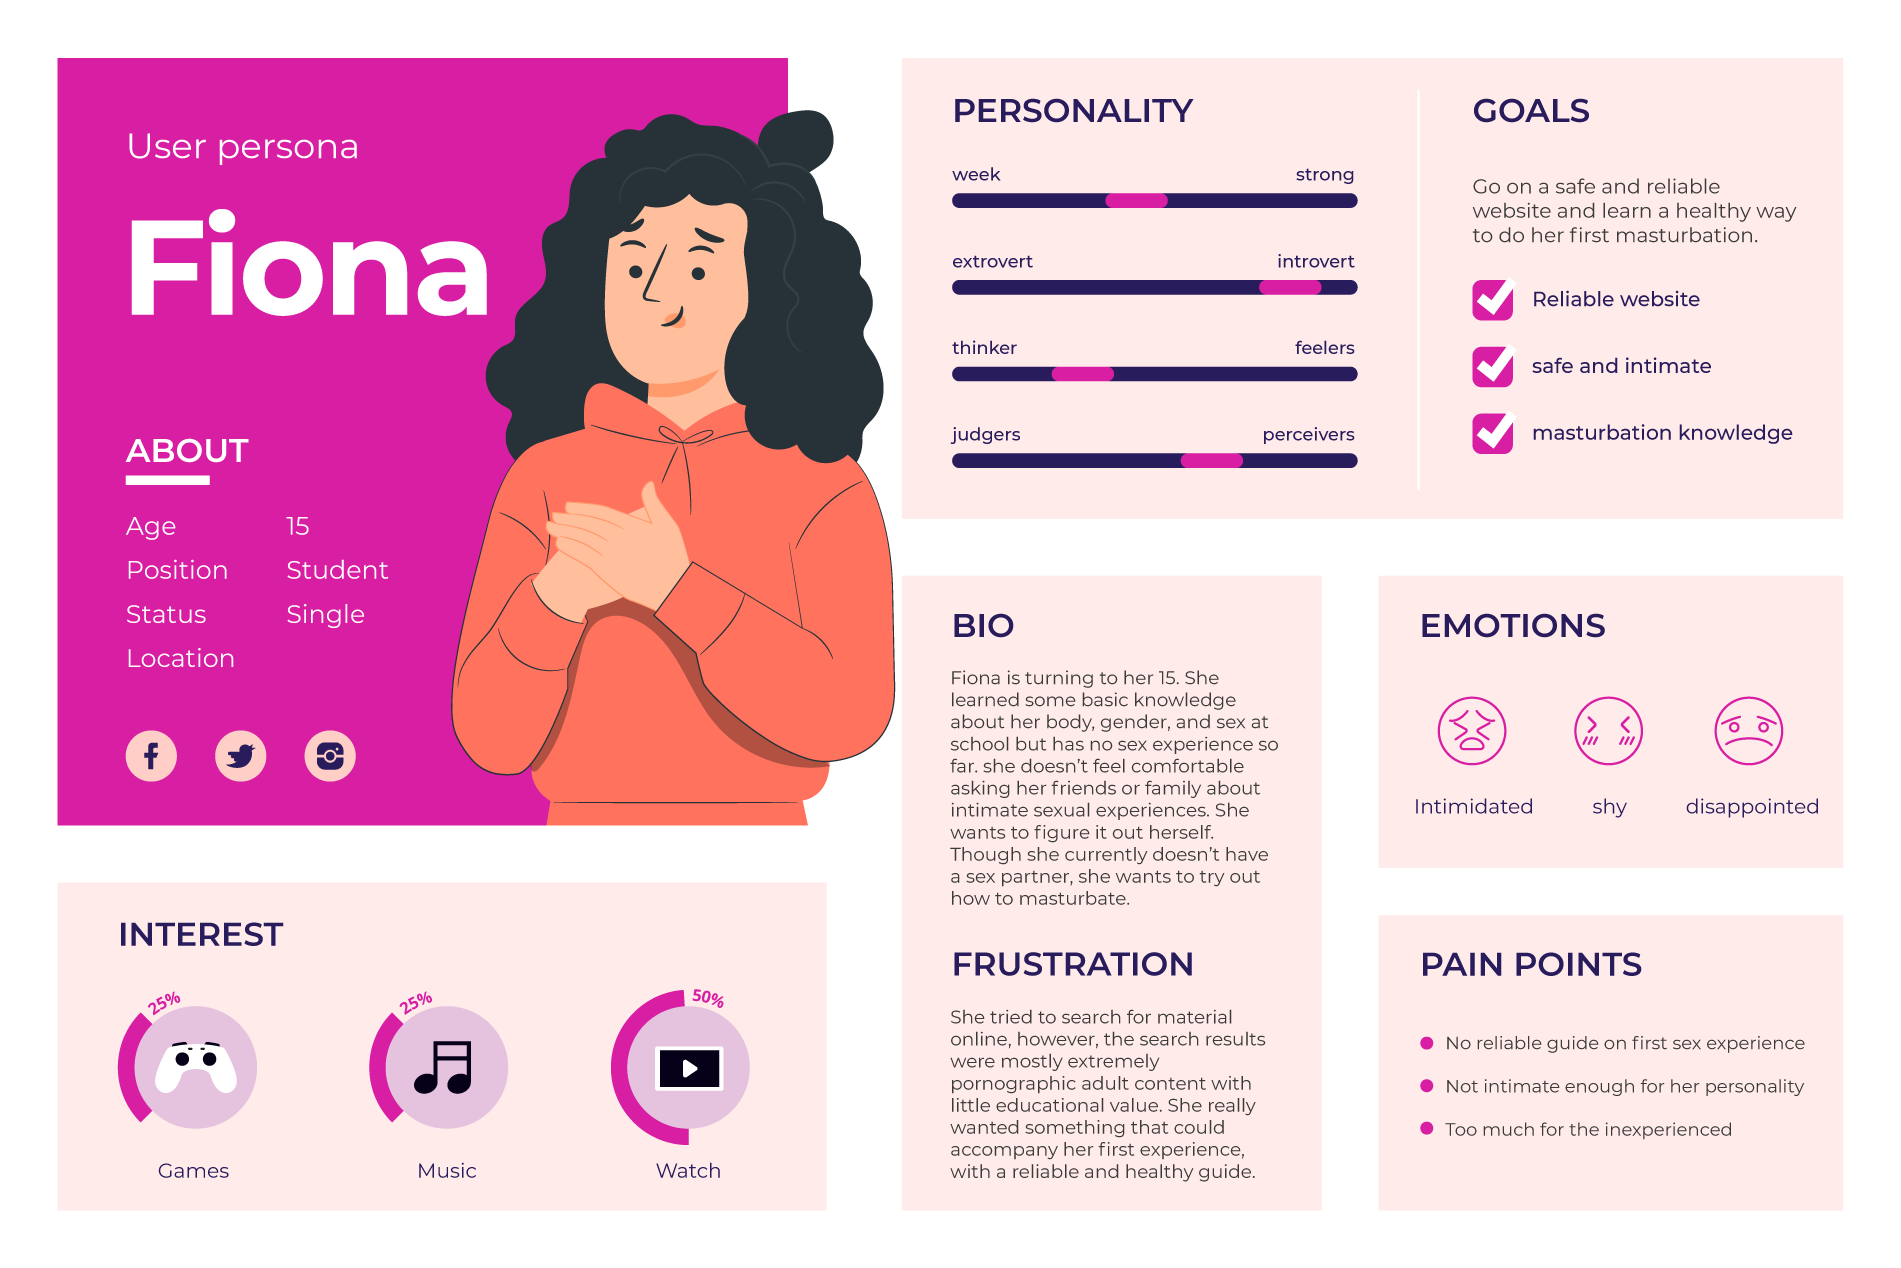 User persona
Fiona
ABOUT
Age 15
Position Student
Status Single
Location
INTEREST
25%
25%
50%
Games
Music
Watch
PERSONALITY
week strong
extrovert introvert
thinker feelers
judgers perceivers
GOALS
Go on a safe and reliable
website and learn a healthy way
to do her first masturbation.
Reliable website
safe and intimate
masturbation knowledge
BIO
Fiona is turning to her 15. She
learned some basic knowledge
about her body, gender, and sex at
school but has no sex experience so
far. she doesn’t feel comfortable
asking her friends or family about
intimate sexual experiences. She
wants to figure it out herself.
Though she currently doesn’t have
a sex partner, she wants to try out
how to masturbate.
FRUSTRATION
She tried to search for material
online, however, the search results
were mostly extremely
pornographic adult content with
little educational value. She really
wanted something that could
accompany her first experience,
with a reliable and healthy guide.
EMOTIONS
Intimidated
shy
disappointed
PAIN POINTS
No reliable guide on first sex experience
Not intimate enough for her personality
Too much for the inexperienced